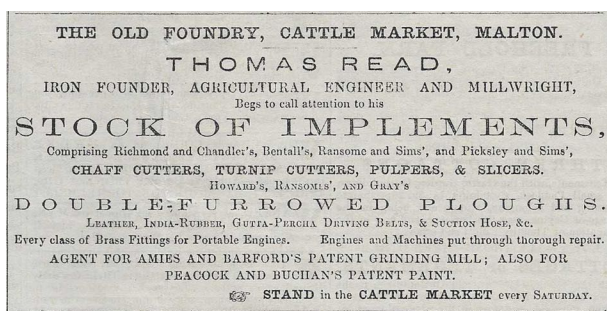 THE OLD FOUNDRY, CATTLE MARKET, MALTON.
THOMAS READ,
IRON FOUNDER, AGRICULTURAL ENGINEER AND MILLWRIGHT,
Begs to call attention to his
STOCK OF IMPLEMENTS,
Comprising Richmond and Chandler's, Bentall's, Ransome and Sims', and Picksley and Sims',
CHAFF CUTTERS, TURNIP CUTTERS, PULPERS, & SLICERS.
HOWARD'S, RANSOMES', AND GRAY'S
DOUBLE-FURROWED PLOUGHS.
LEATHER, INDIA-RUBBER, GUTTA-PERCHA DRIVING BELTS, & SUCTION HOSE, &c.
Every class of Brass Fittings for Portable Engines. Engines and Machines put through thorough repair.
AGENT FOR AMIES AND BARFORD'S PATENT GRINDING MILL; ALSO FOR
PEACOCK AND BUCHAN'S PATENT PAINT.
☞ STAND in the CATTLE MARKET every SATURDAY.